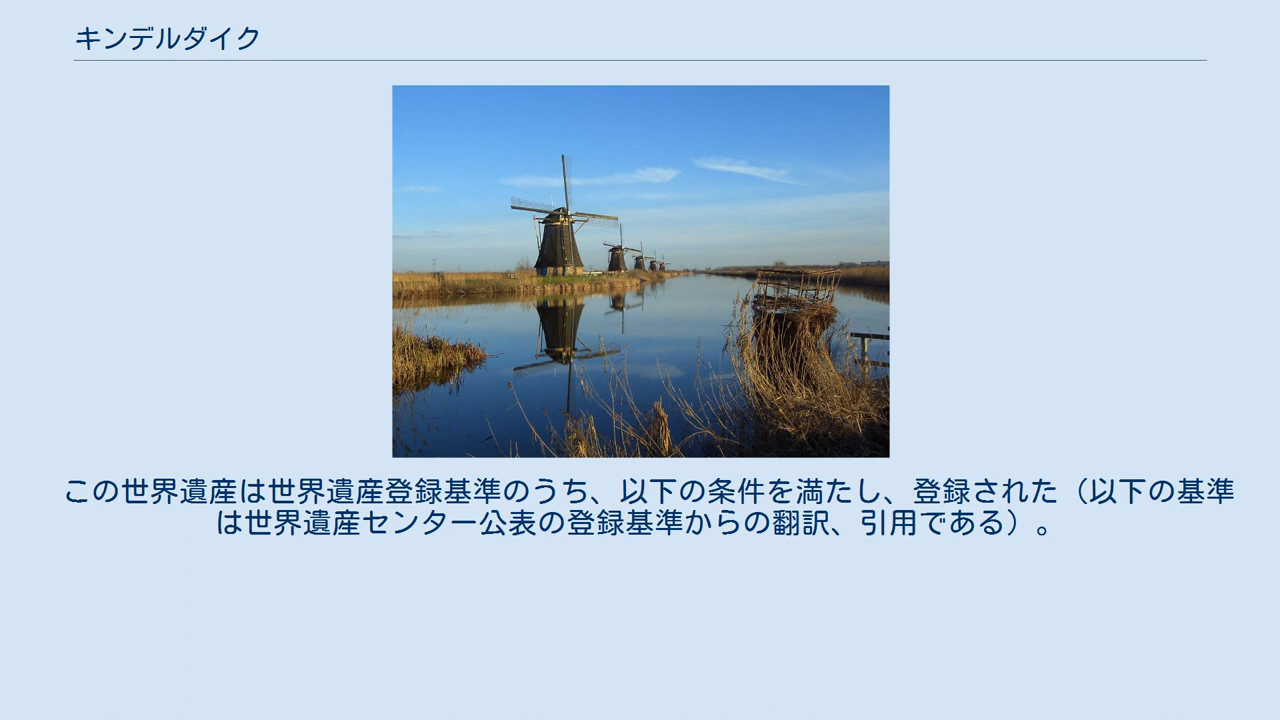 キンデルダイク
この世界遺産は世界遺産登録基準のうち、以下の条件を満たし、登録された（以下の基準
は世界遺産センター公表の登録基準からの翻訳、引用である）。